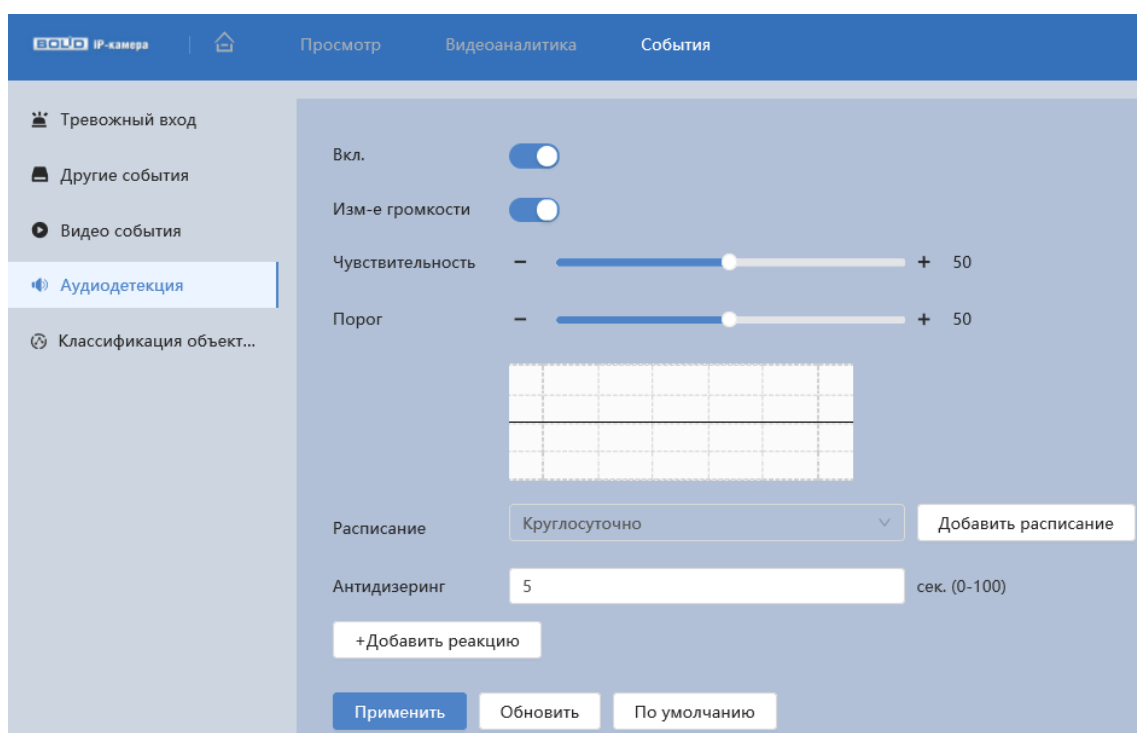 BOLID IP-камера
Просмотр
Видеоаналитика
События
Тревожный вход
Другие события
Видео события
Аудиодетекция
Классификация объект...
Вкл.
Изм-е громкости
Чувствительность − + 50
Порог − + 50
Расписание Круглосуточно Добавить расписание
Антидизеринг 5 сек. (0-100)
+Добавить реакцию
Применить Обновить По умолчанию